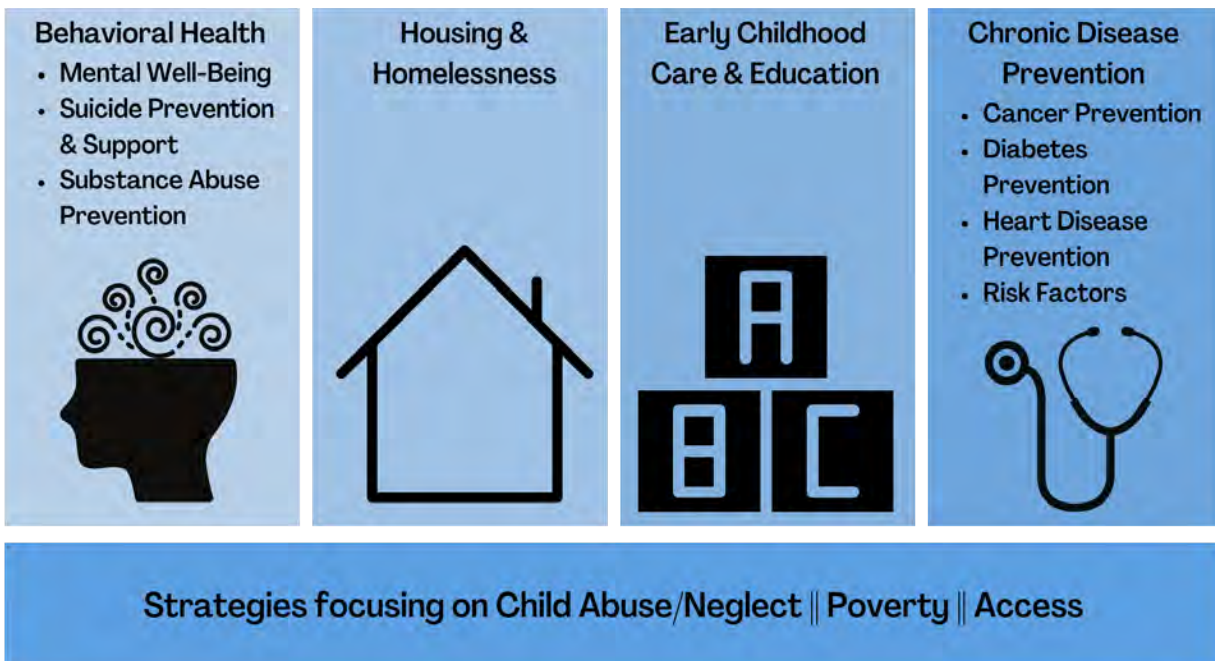 Behavioral Health
• Mental Well-Being
• Suicide Prevention
& Support
• Substance Abuse
Prevention
Housing &
Homelessness
Early Childhood
Care & Education
A
B C
Chronic Disease
Prevention
• Cancer Prevention
• Diabetes
Prevention
• Heart Disease
Prevention
• Risk Factors
Strategies focusing on Child Abuse/Neglect || Poverty || Access